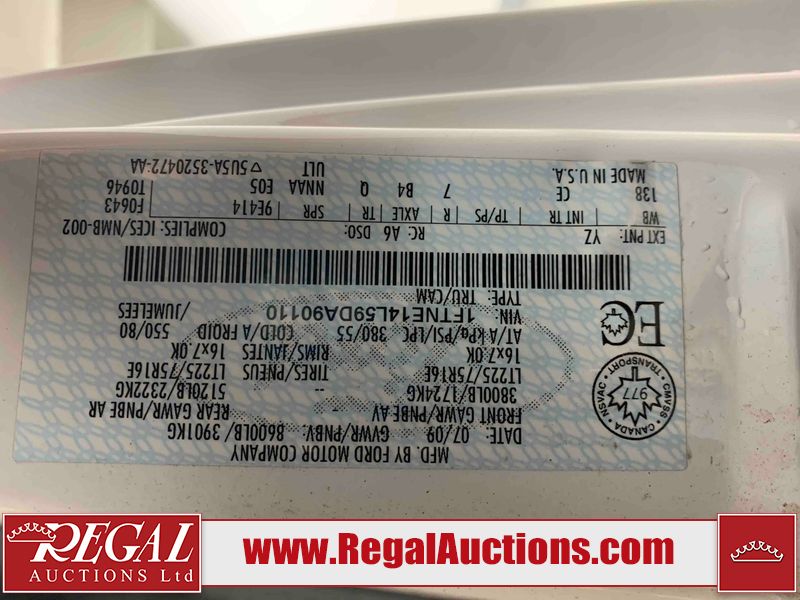 MFD. BY FORD MOTOR COMPANY
DATE: 07/09 GVWR/PNBV: 8600LB/ 3901KG
FRONT GAWR/PNBE AV REAR GAWR/PNBE AR
3800LB/1724KG -- 5120LB/2322KG
LT225/75R16E TIRES/PNEUS LT225/75R16E
16x7.0K RIMS/JANTES 16x7.0K
AT/A kPa/PSI/LPC 380/55 COLD/A FROID 550/80
VIN: 1FTNE14L59DA90110 /JUMELEES
TYPE: TRU/CAM
NSVAC · TRANSPORT · CMVSS · CANADA
977
EC
EXT PNT: YZ RC: A6 DSO: COMPLIES: ICES/NMB-002
WB INT TR TP/PS R AXLE TR SPR 9E414 F0643
138 CE 7 B4 Q NNAA E05 T0946
MADE IN U.S.A. ULT ▽ 5U5A-3520472-AA
REGAL
AUCTIONS Ltd
www.RegalAuctions.com